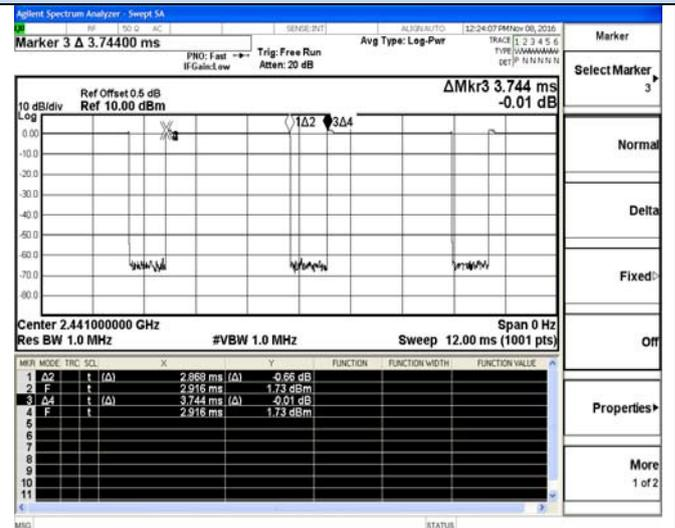 Agilent Spectrum Analyzer - Swept SA
RF 50 Ω AC SENSE:INT ALIGN AUTO 12:24:07 PM Nov 08, 2016
Marker 3 Δ 3.74400 ms
PNO: Fast
IFGain:Low
Trig: Free Run
Atten: 20 dB
Avg Type: Log-Pwr
TRACE 1 2 3 4 5 6
TYPE
DET P N N N N N
Marker
Select Marker
3
Normal
Delta
Fixed
Off
Properties
More
1 of 2
ΔMkr3 3.744 ms
-0.01 dB
Ref Offset 0.5 dB
10 dB/div Ref 10.00 dBm
Log
0.00
-10.0
-20.0
-30.0
-40.0
-50.0
-60.0
-70.0
-80.0
1Δ2 3Δ4
Center 2.441000000 GHz Span 0 Hz
Res BW 1.0 MHz #VBW 1.0 MHz Sweep 12.00 ms (1001 pts)
MKR MODE TRC SCL X Y FUNCTION FUNCTION WIDTH FUNCTION VALUE
1 Δ2 t (Δ) 2.868 ms (Δ) -0.66 dB
2 F t 2.916 ms 1.73 dBm
3 Δ4 t (Δ) 3.744 ms (Δ) -0.01 dB
4 F t 2.916 ms 1.73 dBm
5
6
7
8
9
10
11
MSG STATUS